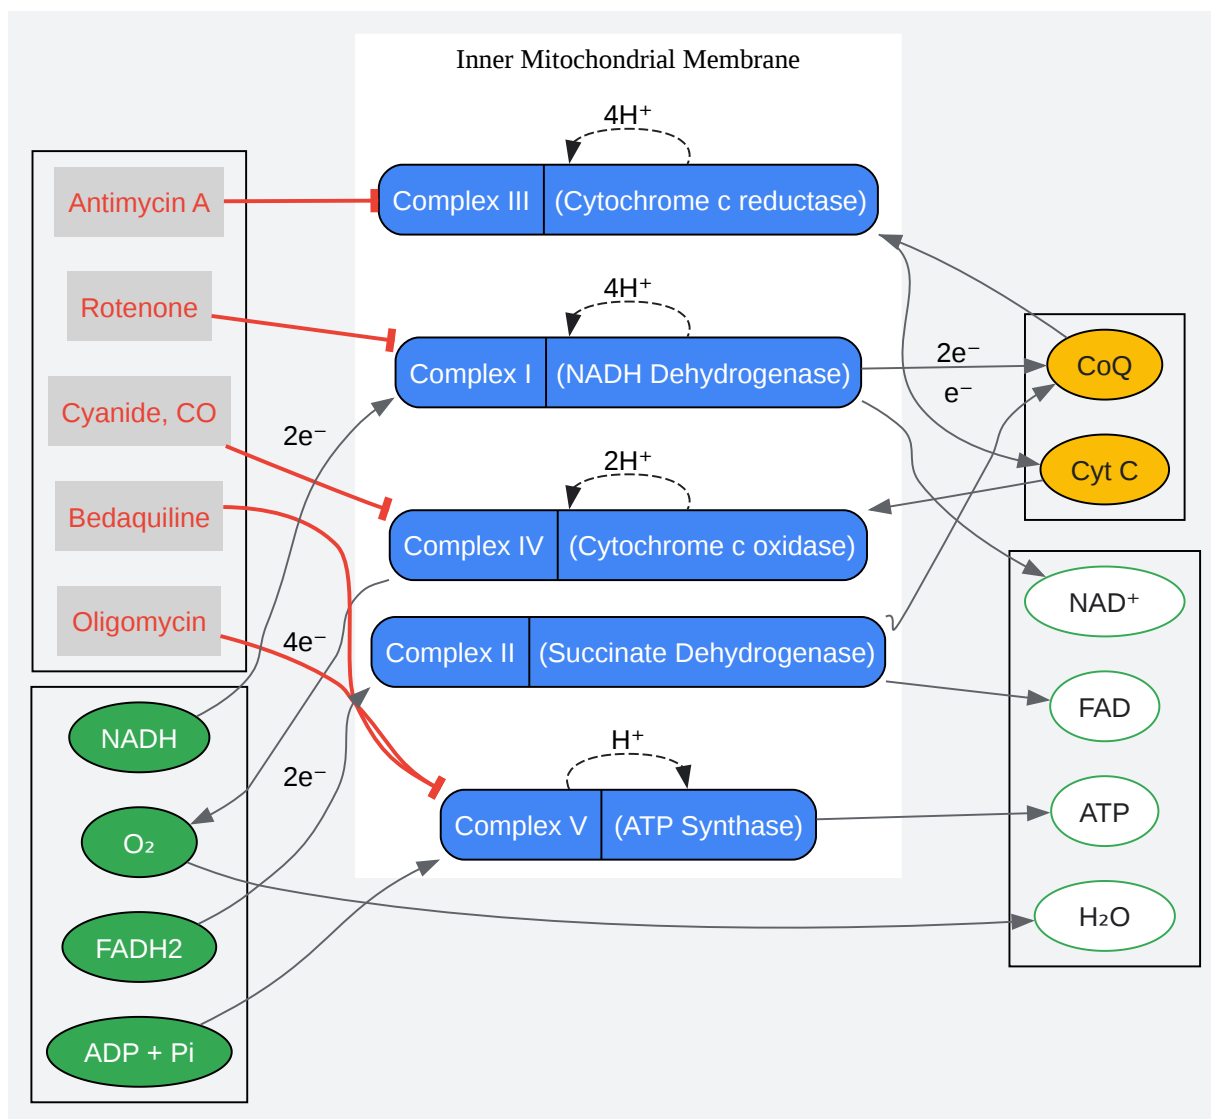 Inner Mitochondrial Membrane
4H⁺
Antimycin A
Complex III
(Cytochrome c reductase)
4H⁺
Rotenone
Complex I
(NADH Dehydrogenase)
2e⁻
CoQ
e⁻
Cyanide, CO
2e⁻
2H⁺
Cyt C
Bedaquiline
Complex IV
(Cytochrome c oxidase)
NAD⁺
Oligomycin
4e⁻
Complex II
(Succinate Dehydrogenase)
FAD
NADH
2e⁻
H⁺
O₂
Complex V
(ATP Synthase)
ATP
FADH2
H₂O
ADP + Pi